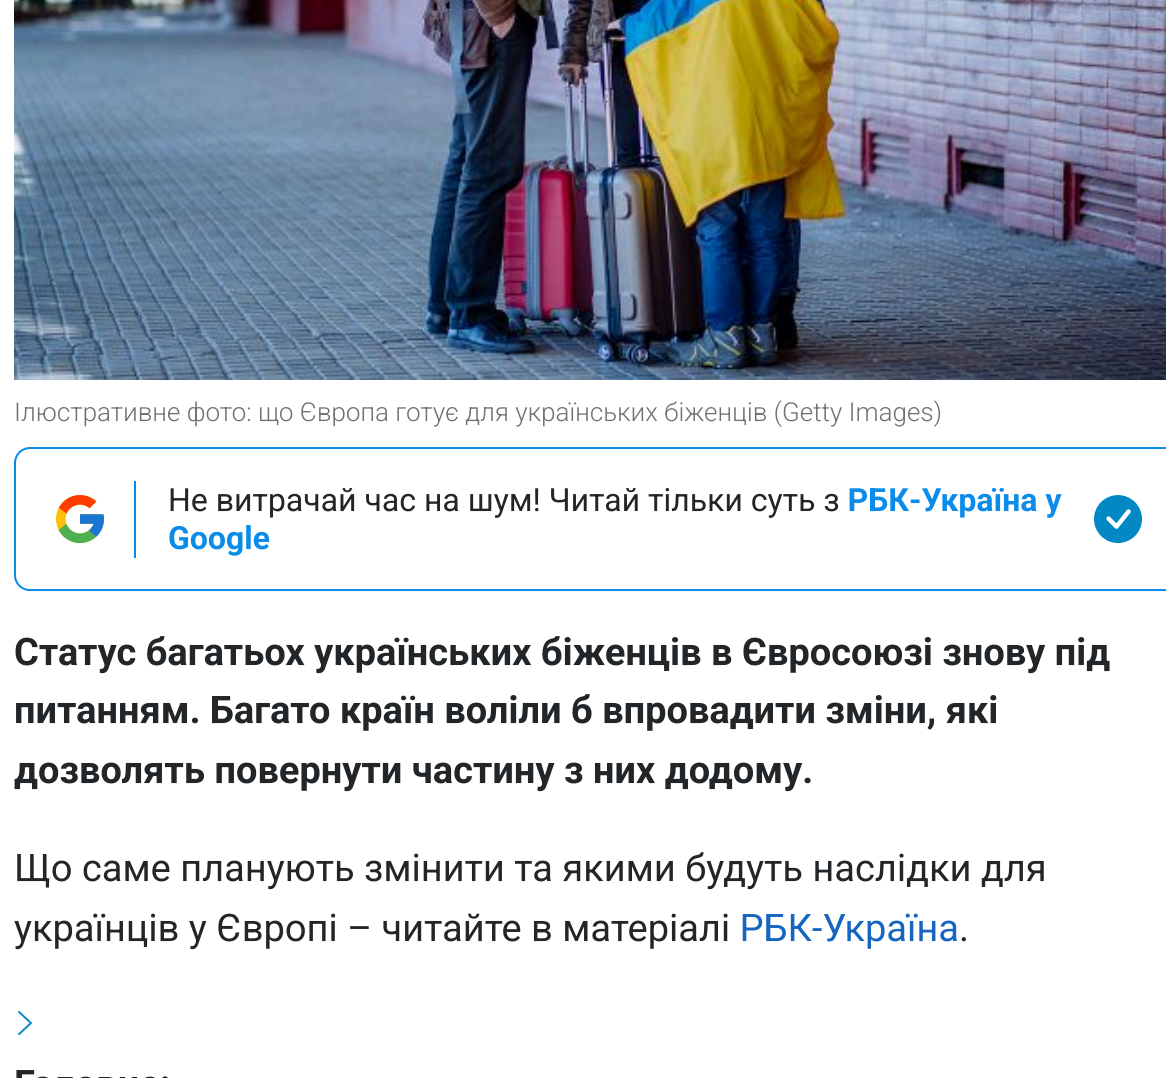 Ілюстративне фото: що Європа готує для українських біженців (Getty Images)
Не витрачай час на шум! Читай тільки суть з РБК-Україна у
Google
Статус багатьох українських біженців в Євросоюзі знову під
питанням. Багато країн воліли б впровадити зміни, які
дозволять повернути частину з них додому.
Що саме планують змінити та якими будуть наслідки для
українців у Європі – читайте в матеріалі РБК-Україна.